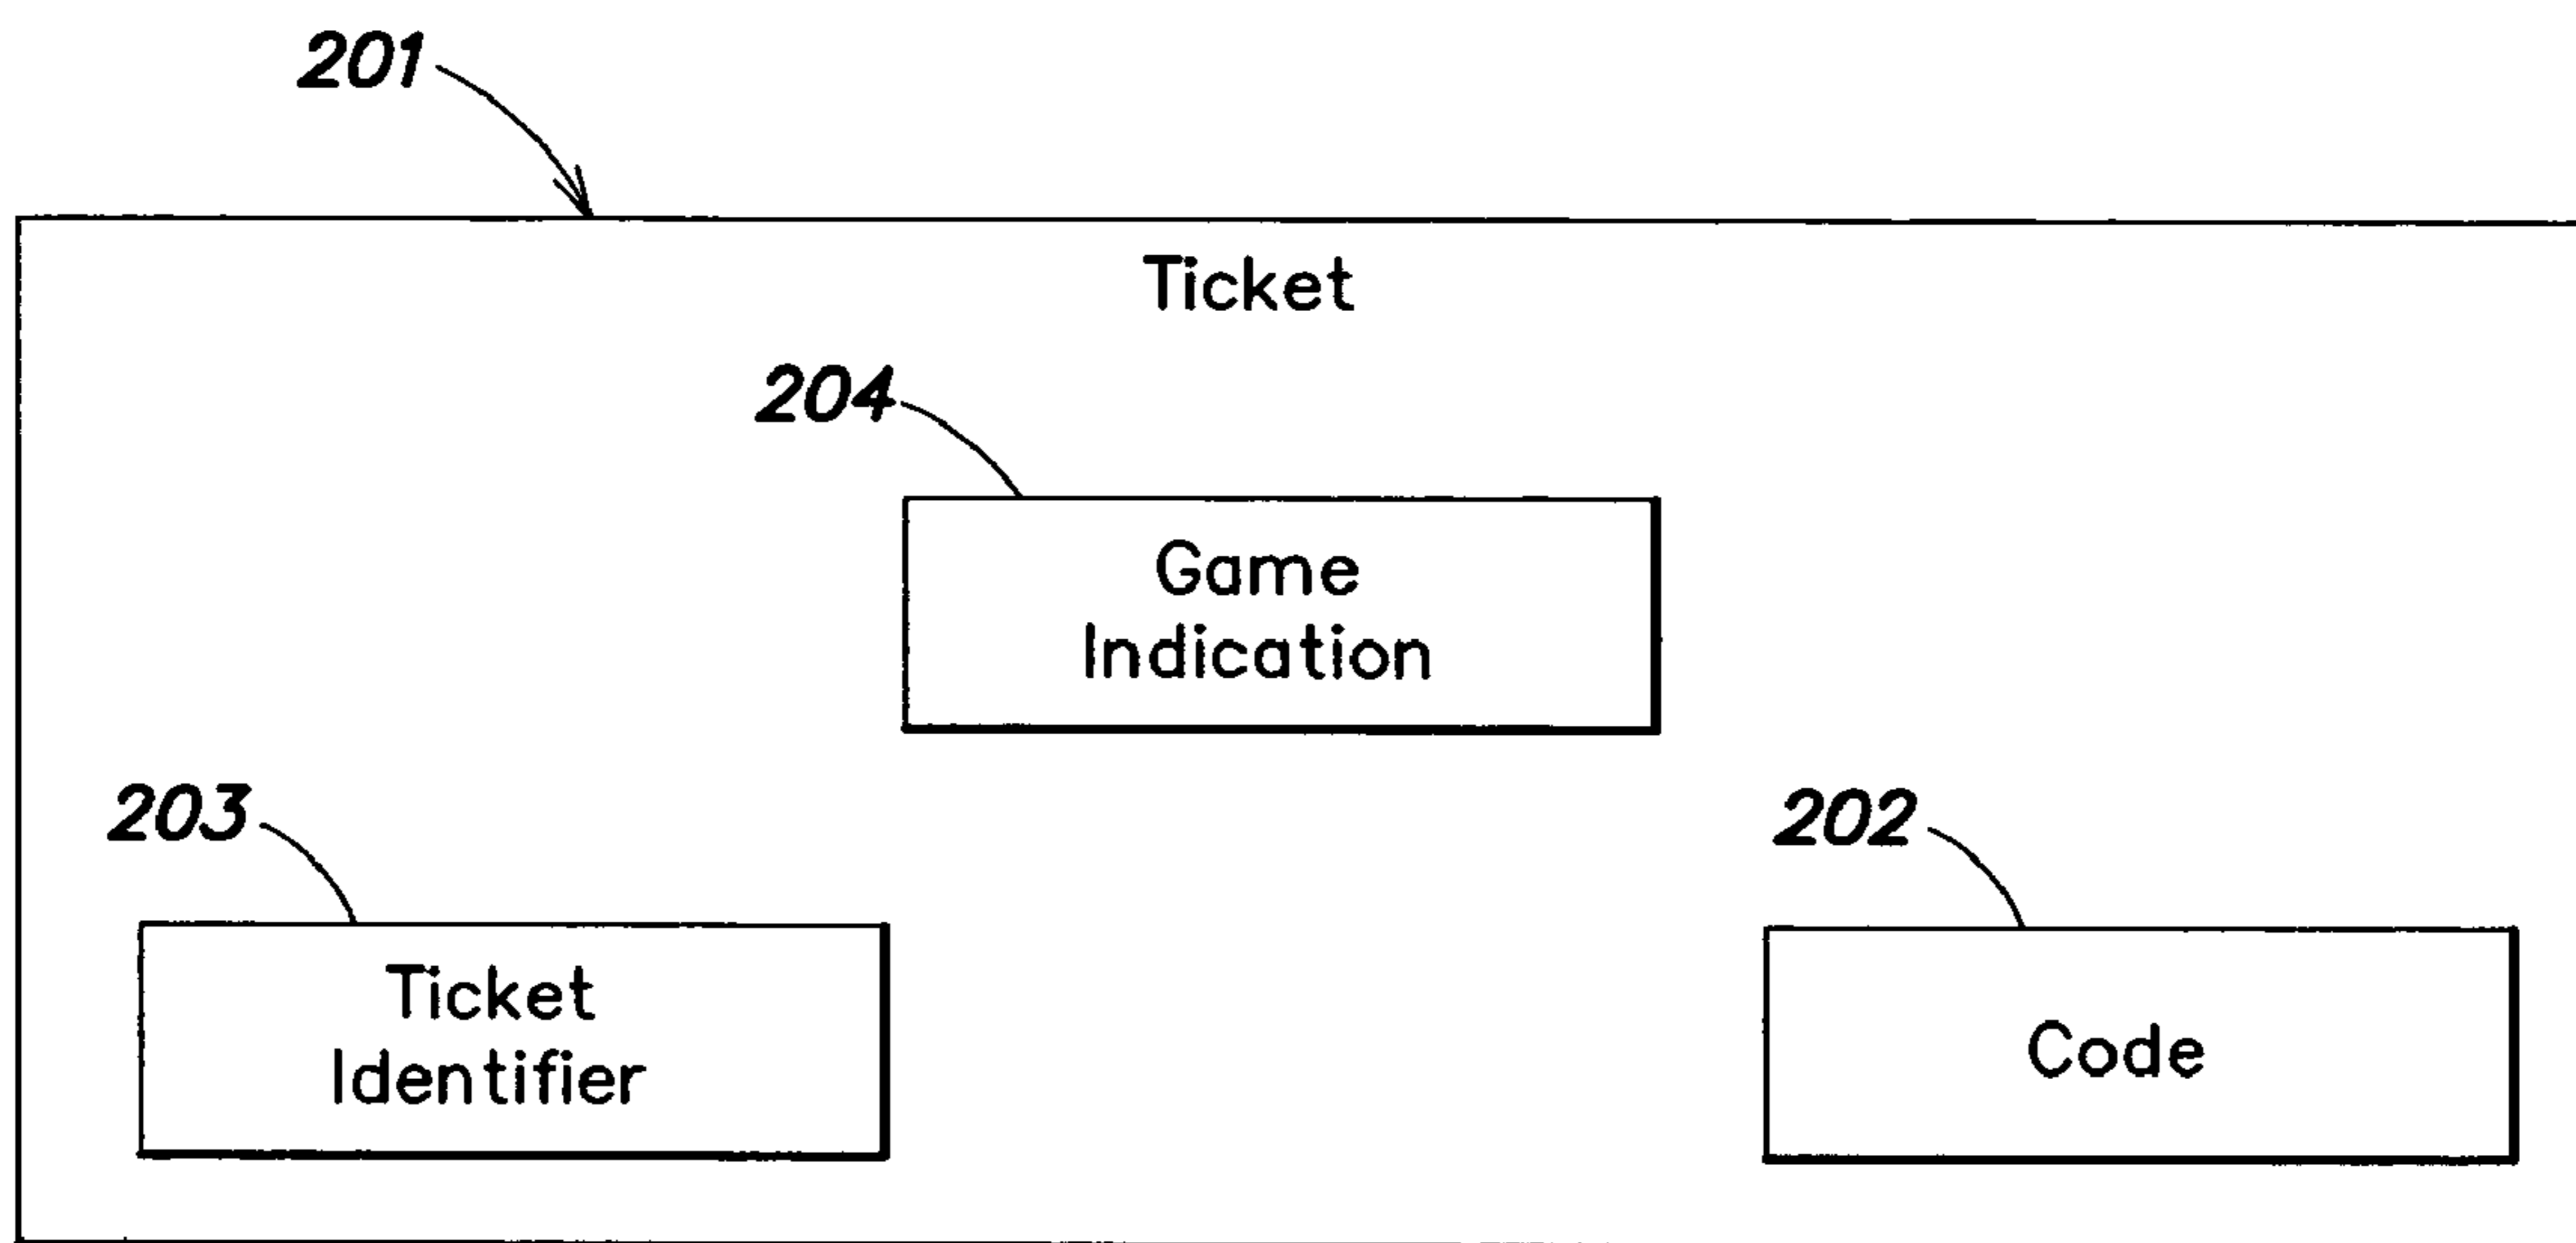 201
Ticket
204
Game
Indication
203
202
Ticket
Identifier
Code